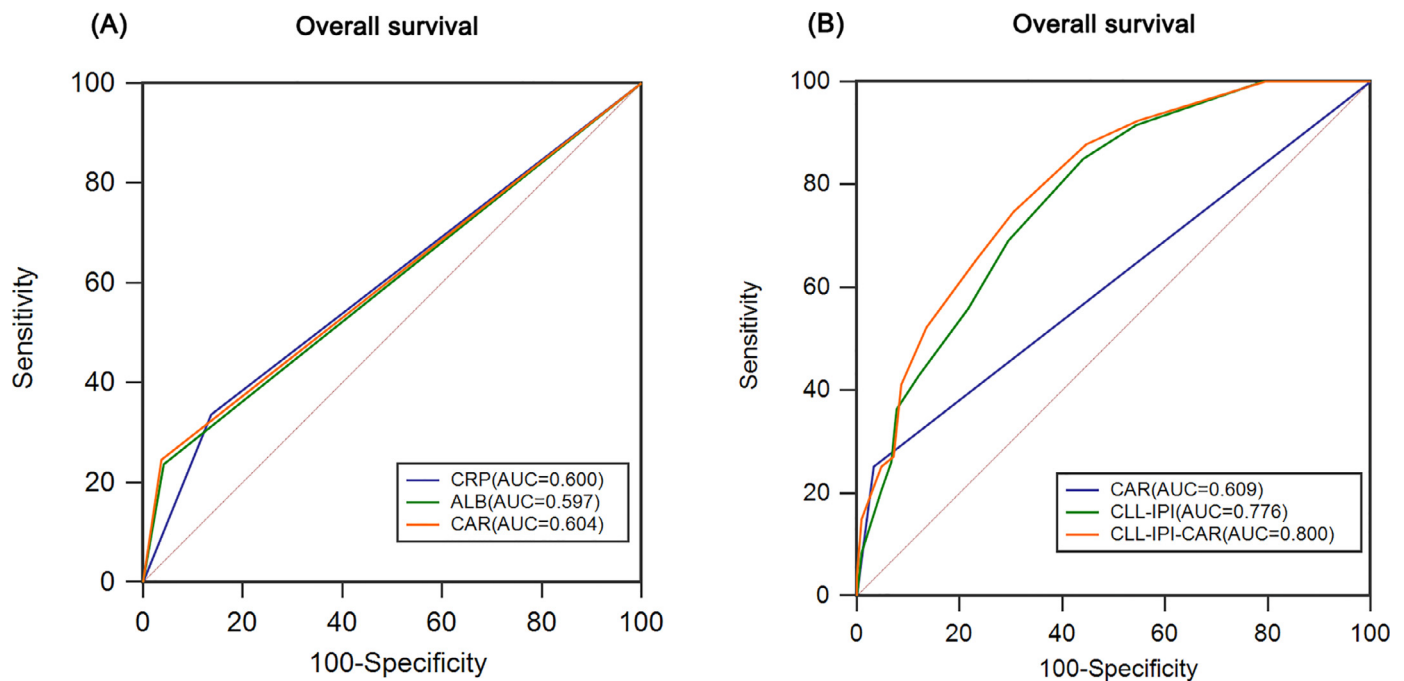 (A)
Overall survival
100
80
60
40
20
0
Sensitivity
CRP(AUC=0.600)
ALB(AUC=0.597)
CAR(AUC=0.604)
0 20 40 60 80 100
100-Specificity
(B)
Overall survival
100
80
60
40
20
0
Sensitivity
CAR(AUC=0.609)
CLL-IPI(AUC=0.776)
CLL-IPI-CAR(AUC=0.800)
0 20 40 60 80 100
100-Specificity